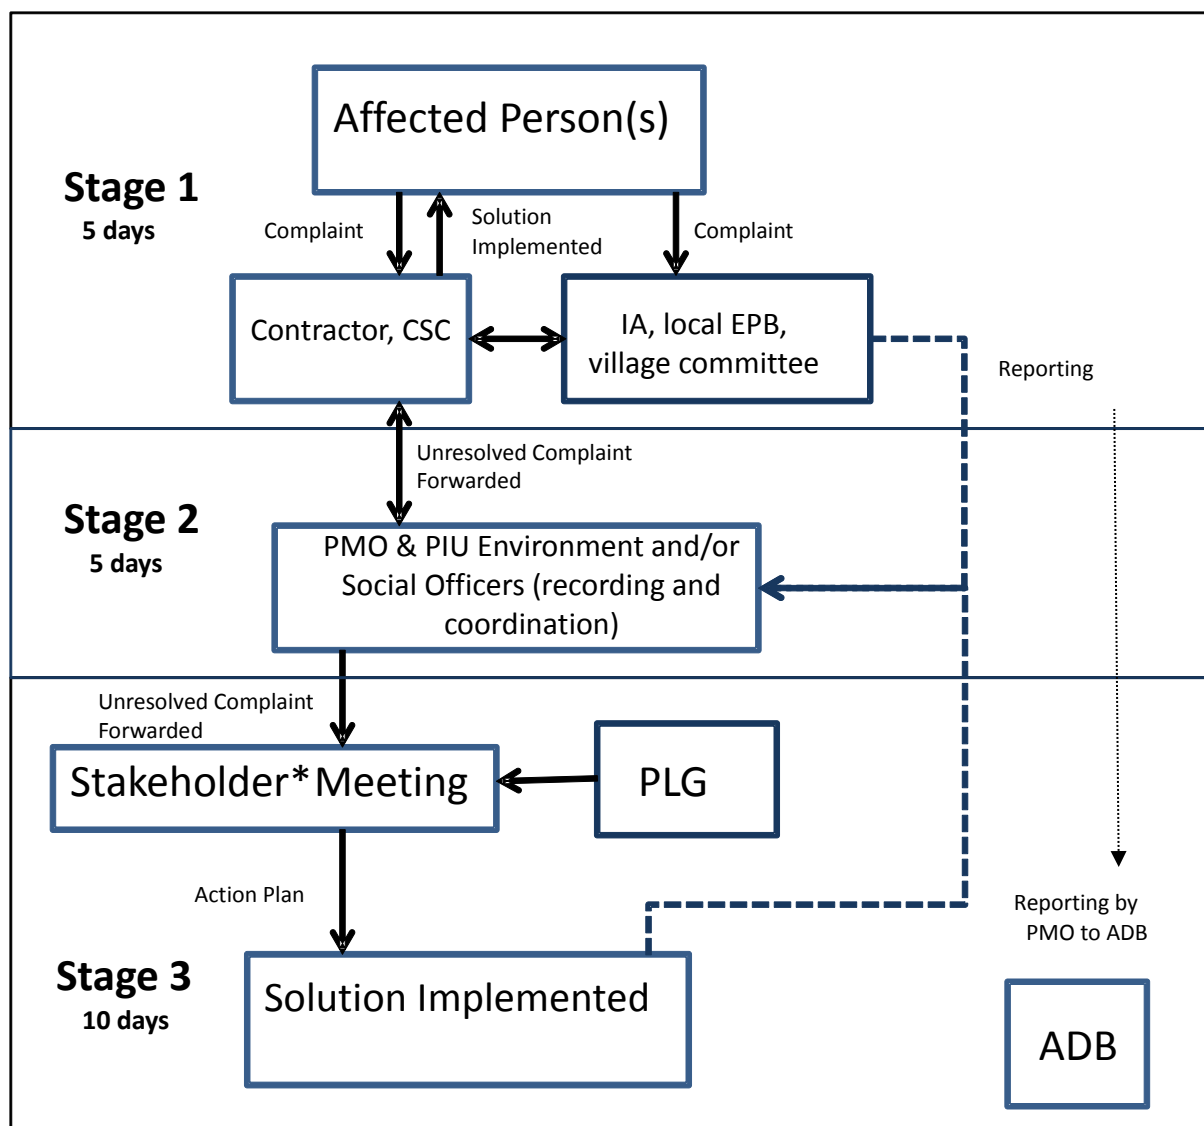 Affected Person(s)
Stage 1
5 days
Complaint
Solution
Implemented
Complaint
Contractor, CSC
IA, local EPB,
village committee
Reporting
Unresolved Complaint
Forwarded
Stage 2
5 days
PMO & PIU Environment and/or
Social Officers (recording and
coordination)
Unresolved Complaint
Forwarded
Stakeholder* Meeting
PLG
Action Plan
Reporting by
PMO to ADB
Stage 3
10 days
Solution Implemented
ADB